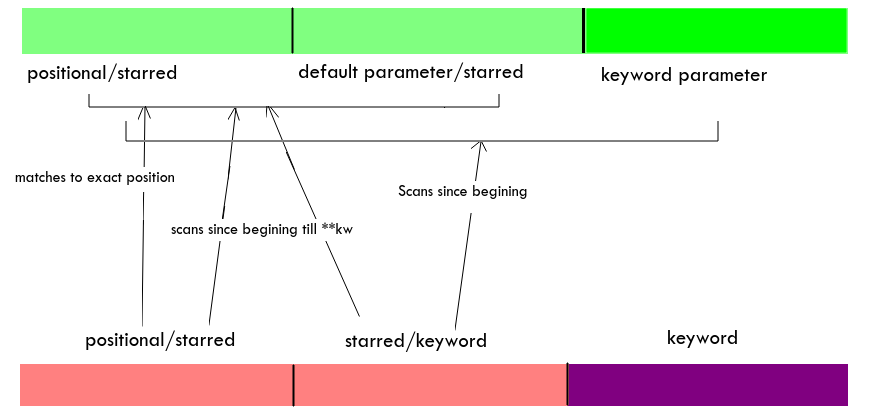 positional/starred
default parameter/starred
keyword parameter
matches to exact position
Scans since begining
scans since begining till **kw
positional/starred
starred/keyword
keyword